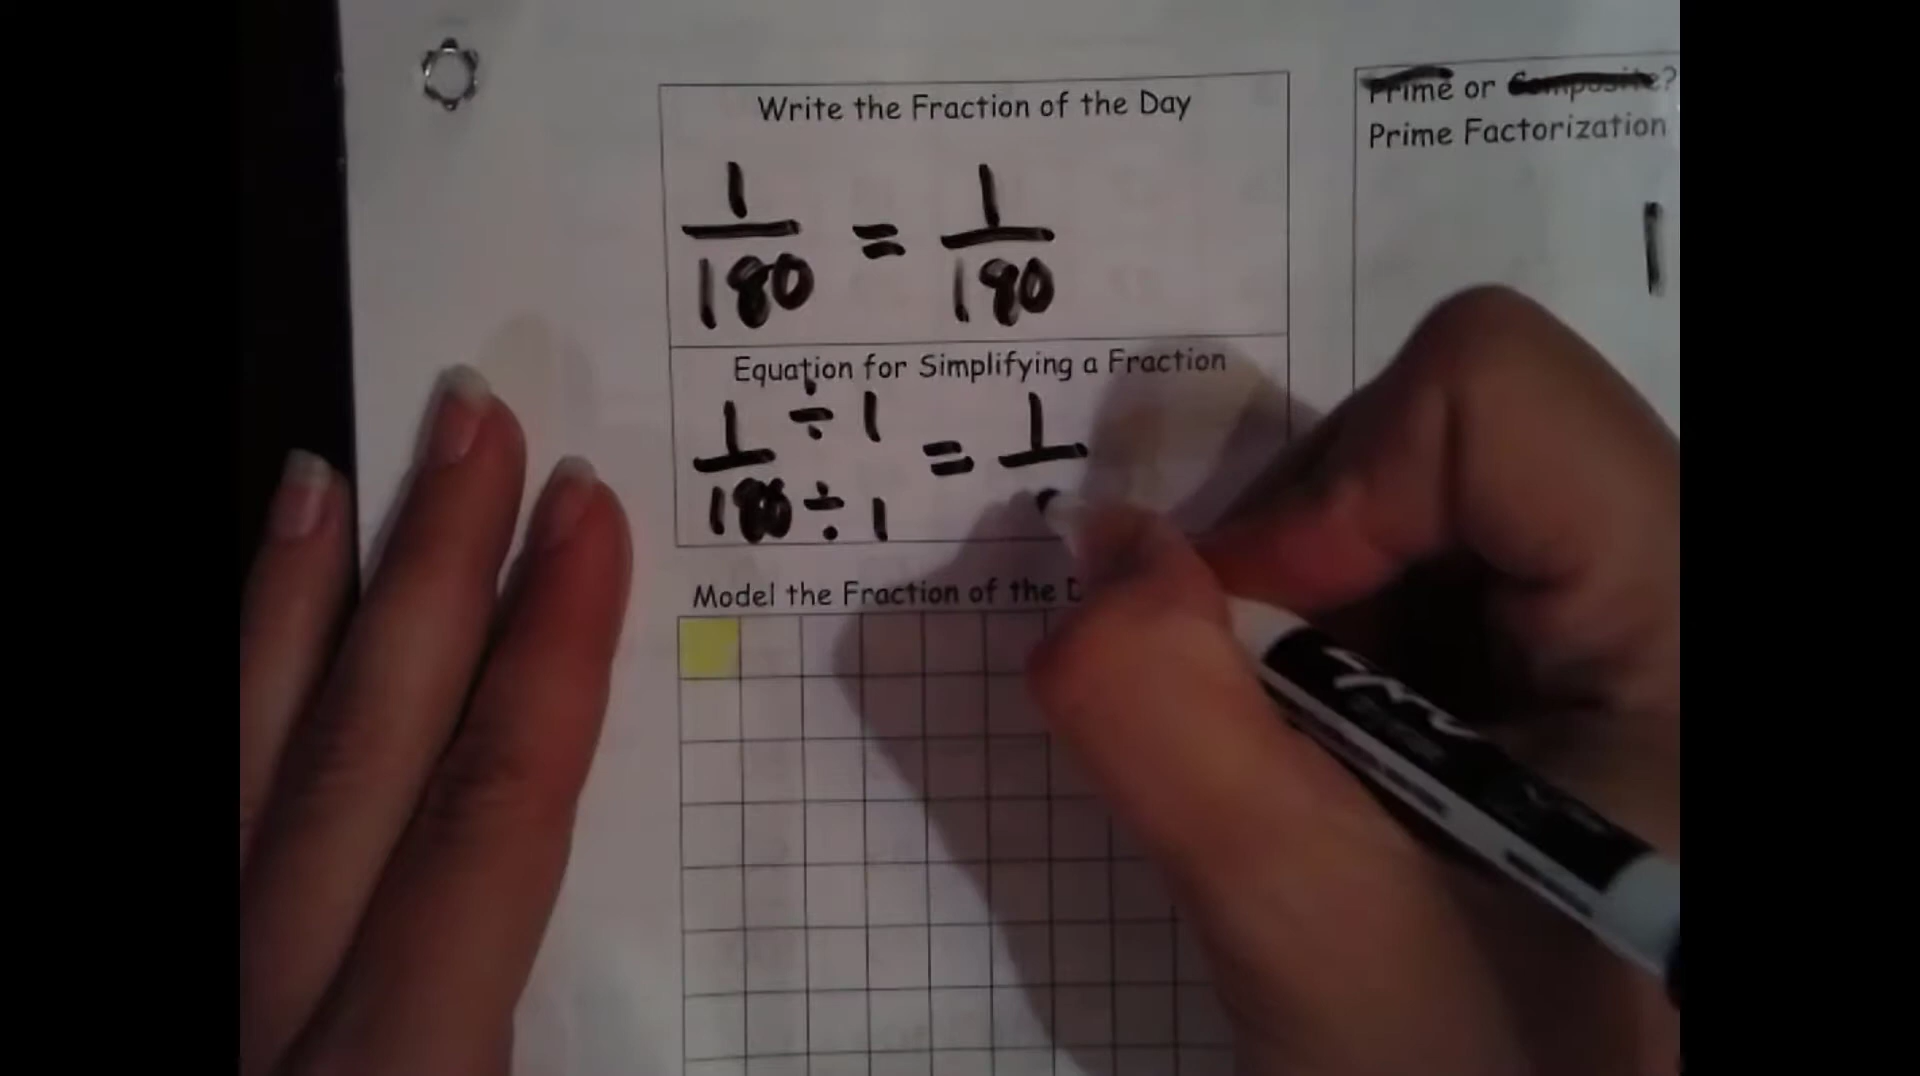 Write the Fraction of the Day
1/180 = 1/180
Equation for Simplifying a Fraction
1 ÷ 1 / 180 ÷ 1 = 1
Model the Fraction of the
Prime or Composite?
Prime Factorization
1